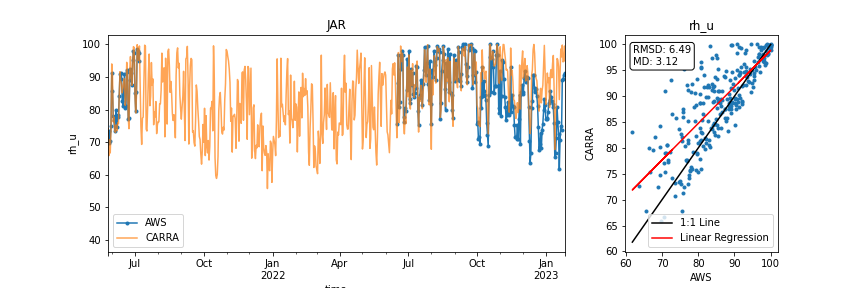 JAR
rh_u
100
90
80
70
60
50
40
rh_u
AWS
CARRA
Jul
Oct
Jan
2022
Apr
Jul
Oct
Jan
2023
time
rh_u
RMSD: 6.49
MD: 3.12
100
95
90
85
80
75
70
65
60
CARRA
1:1 Line
Linear Regression
60
70
80
90
100
AWS